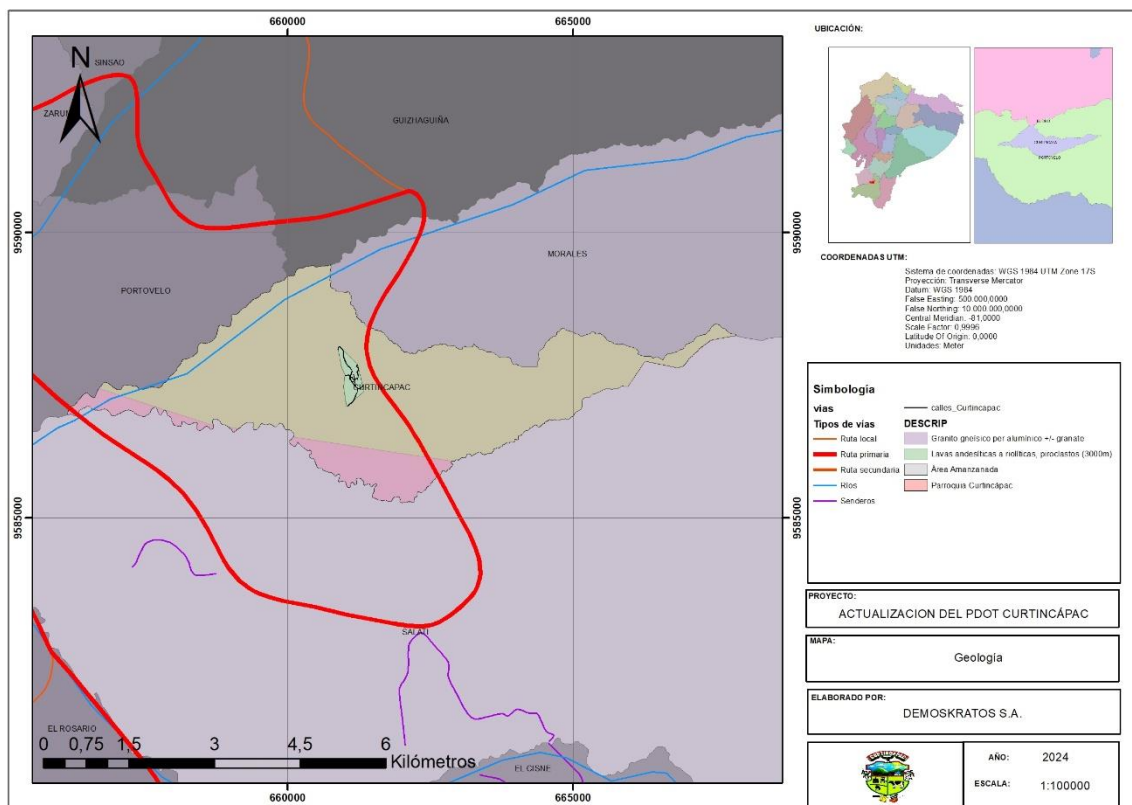 660000
665000
N
SINSAO
ZARUM
GUIZHAGUIÑA
9590000
9590000
MORALES
PORTOVELO
CURTINCAPAC
9585000
9585000
SALATI
EL ROSARIO
0 0,75 1,5 3 4,5 6
Kilómetros
EL CISNE
660000
665000
UBICACIÓN:
PORTOVELO
COORDENADAS UTM:
Sistema de coordenadas: WGS 1984 UTM Zone 17S
Proyección: Transverse Mercator
Datum: WGS 1984
False Easting: 500.000,0000
False Northing: 10.000.000,0000
Central Meridian: -81,0000
Scale Factor: 0,9996
Latitude Of Origin: 0,0000
Unidades: Meter
Simbología
vías
Tipos de vías
Ruta local
Ruta primaria
Ruta secundaria
Ríos
Senderos
calles_Curtincapac
DESCRIP
Granito gneísico per alumínico +/- granate
Lavas andesíticas a riolíticas, piroclastos (3000m)
Área Amanzanada
Parroquia Curtincápac
PROYECTO:
ACTUALIZACION DEL PDOT CURTINCÁPAC
MAPA:
Geología
ELABORADO POR:
DEMOSKRATOS S.A.
AÑO: 2024
ESCALA: 1:100000